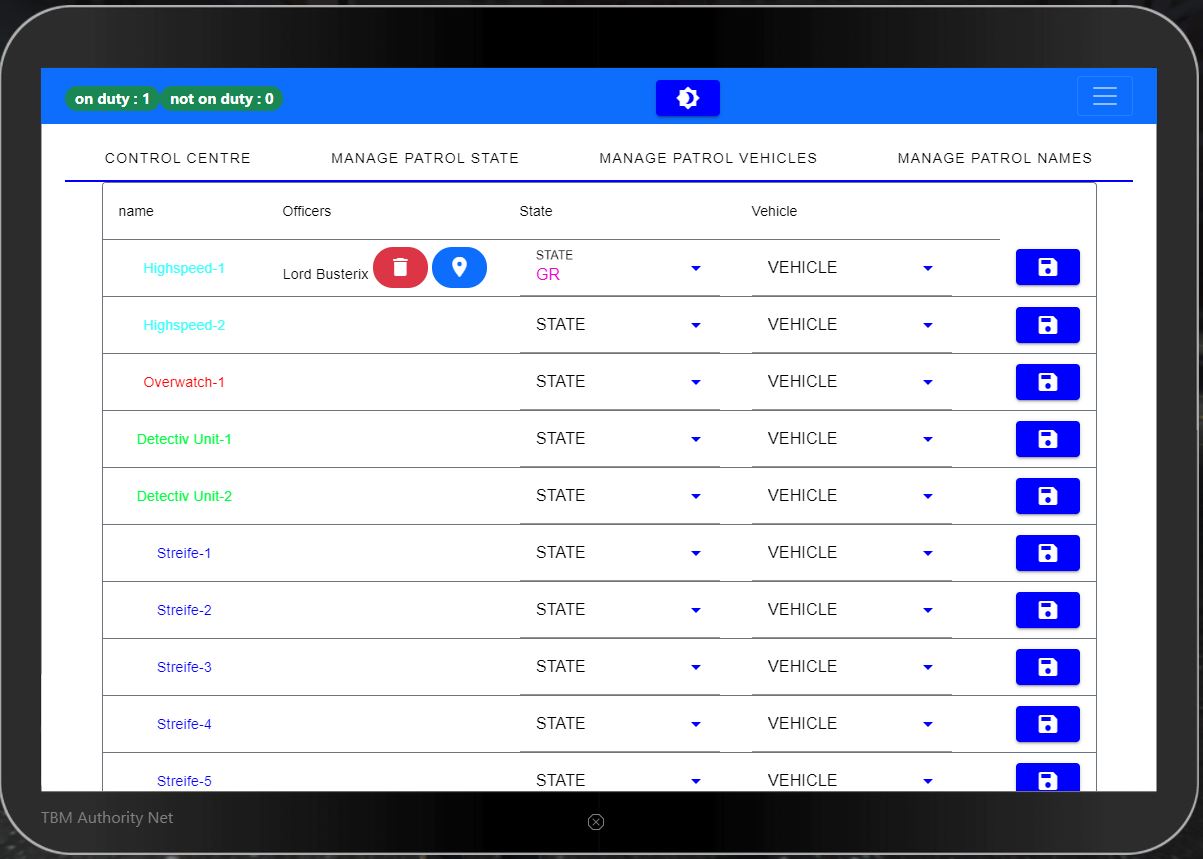 on duty : 1 not on duty : 0
CONTROL CENTRE MANAGE PATROL STATE MANAGE PATROL VEHICLES MANAGE PATROL NAMES
name Officers State Vehicle
STATE
Highspeed-1 Lord Busterix GR VEHICLE
Highspeed-2 STATE VEHICLE
Overwatch-1 STATE VEHICLE
Detectiv Unit-1 STATE VEHICLE
Detectiv Unit-2 STATE VEHICLE
Streife-1 STATE VEHICLE
Streife-2 STATE VEHICLE
Streife-3 STATE VEHICLE
Streife-4 STATE VEHICLE
Streife-5 STATE VEHICLE
TBM Authority Net